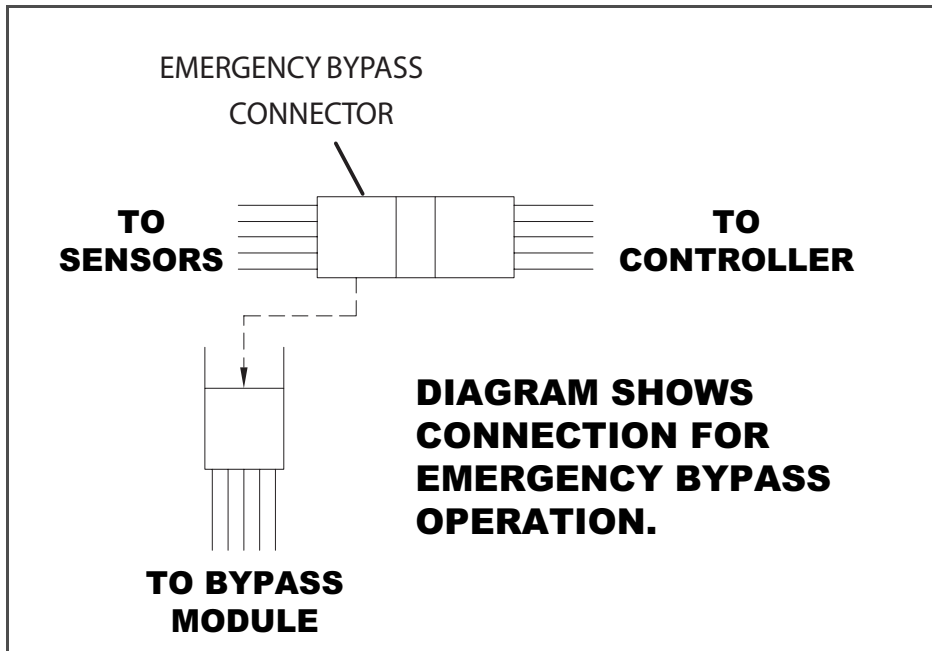 EMERGENCY BYPASS
CONNECTOR
TO
SENSORS
TO
CONTROLLER
DIAGRAM SHOWS
CONNECTION FOR
EMERGENCY BYPASS
OPERATION.
TO BYPASS
MODULE